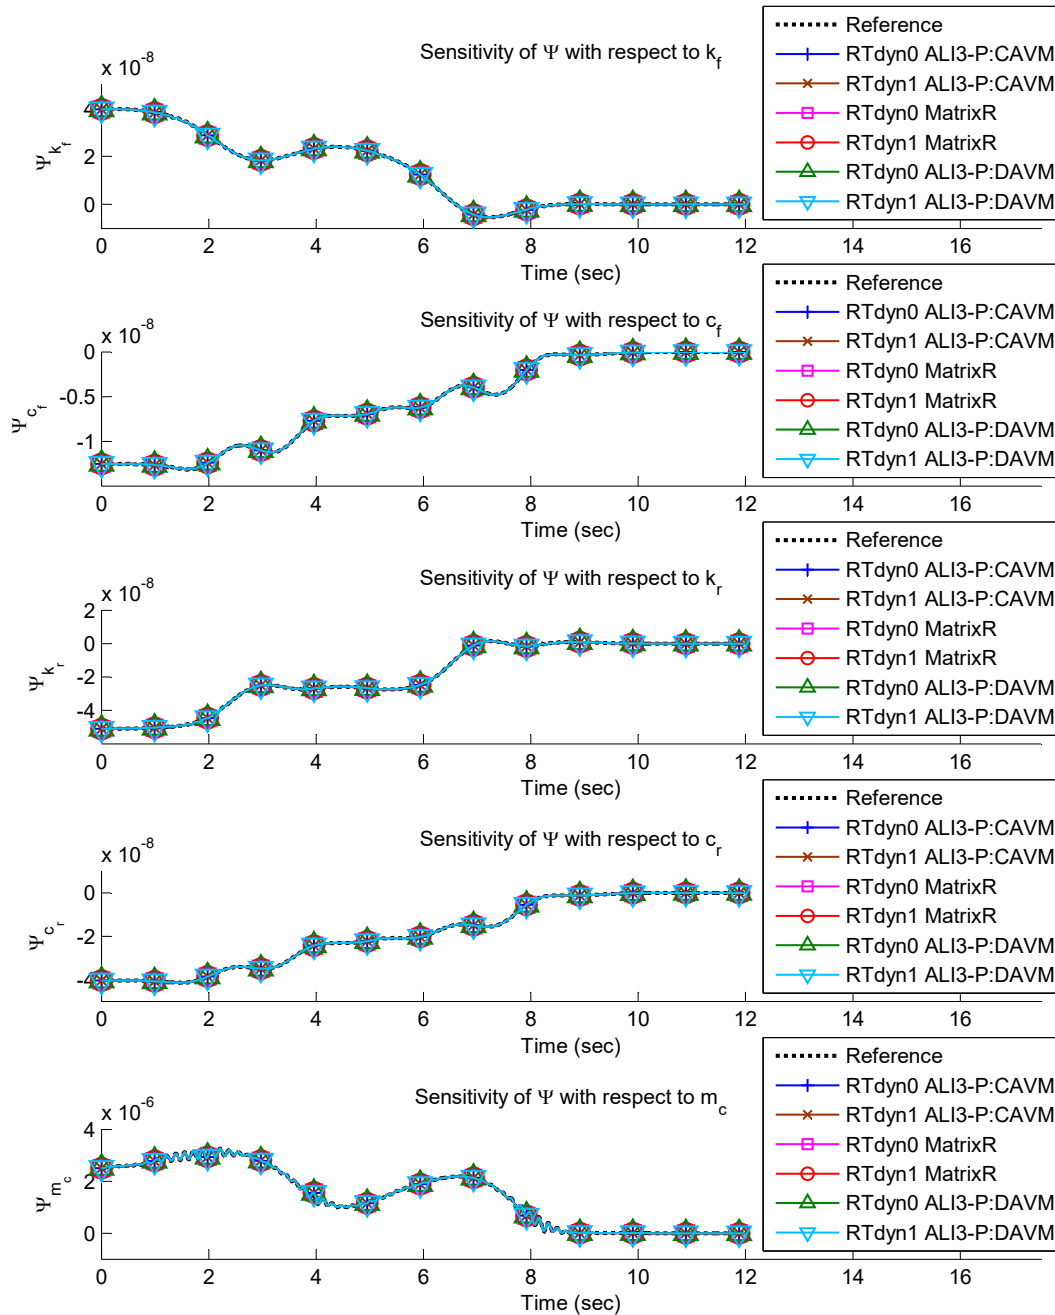 Sensitivity of Ψ with respect to k_f
x 10^-8
4
2
0
Ψ_k_f
0 2 4 6 8 10 12 14 16
Time (sec)
Reference
RTdyn0 ALI3-P:CAVM
RTdyn1 ALI3-P:CAVM
RTdyn0 MatrixR
RTdyn1 MatrixR
RTdyn0 ALI3-P:DAVM
RTdyn1 ALI3-P:DAVM
Sensitivity of Ψ with respect to c_f
x 10^-8
0
-0.5
-1
Ψ_c_f
0 2 4 6 8 10 12 14 16
Time (sec)
Reference
RTdyn0 ALI3-P:CAVM
RTdyn1 ALI3-P:CAVM
RTdyn0 MatrixR
RTdyn1 MatrixR
RTdyn0 ALI3-P:DAVM
RTdyn1 ALI3-P:DAVM
Sensitivity of Ψ with respect to k_r
x 10^-8
2
0
-2
-4
Ψ_k_r
0 2 4 6 8 10 12 14 16
Time (sec)
Reference
RTdyn0 ALI3-P:CAVM
RTdyn1 ALI3-P:CAVM
RTdyn0 MatrixR
RTdyn1 MatrixR
RTdyn0 ALI3-P:DAVM
RTdyn1 ALI3-P:DAVM
Sensitivity of Ψ with respect to c_r
x 10^-8
0
-2
-4
Ψ_c_r
0 2 4 6 8 10 12 14 16
Time (sec)
Reference
RTdyn0 ALI3-P:CAVM
RTdyn1 ALI3-P:CAVM
RTdyn0 MatrixR
RTdyn1 MatrixR
RTdyn0 ALI3-P:DAVM
RTdyn1 ALI3-P:DAVM
Sensitivity of Ψ with respect to m_c
x 10^-6
4
2
0
Ψ_m_c
0 2 4 6 8 10 12 14 16
Time (sec)
Reference
RTdyn0 ALI3-P:CAVM
RTdyn1 ALI3-P:CAVM
RTdyn0 MatrixR
RTdyn1 MatrixR
RTdyn0 ALI3-P:DAVM
RTdyn1 ALI3-P:DAVM